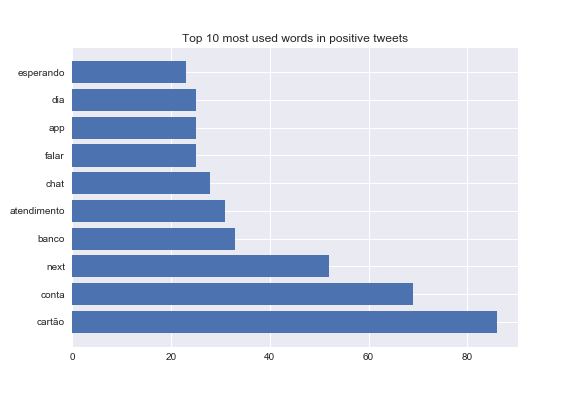 Top 10 most used words in positive tweets
esperando
dia
app
falar
chat
atendimento
banco
next
conta
cartão
0 20 40 60 80